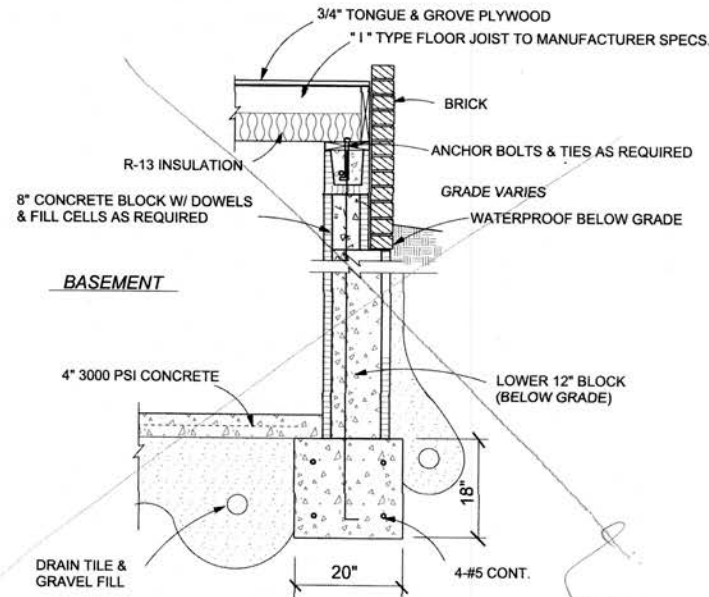 3/4" TONGUE & GROVE PLYWOOD
" I " TYPE FLOOR JOIST TO MANUFACTURER SPECS.
BRICK
R-13 INSULATION
ANCHOR BOLTS & TIES AS REQUIRED
GRADE VARIES
8" CONCRETE BLOCK W/ DOWELS
& FILL CELLS AS REQUIRED
WATERPROOF BELOW GRADE
BASEMENT
4" 3000 PSI CONCRETE
LOWER 12" BLOCK
(BELOW GRADE)
18"
DRAIN TILE &
GRAVEL FILL
20"
4-#5 CONT.